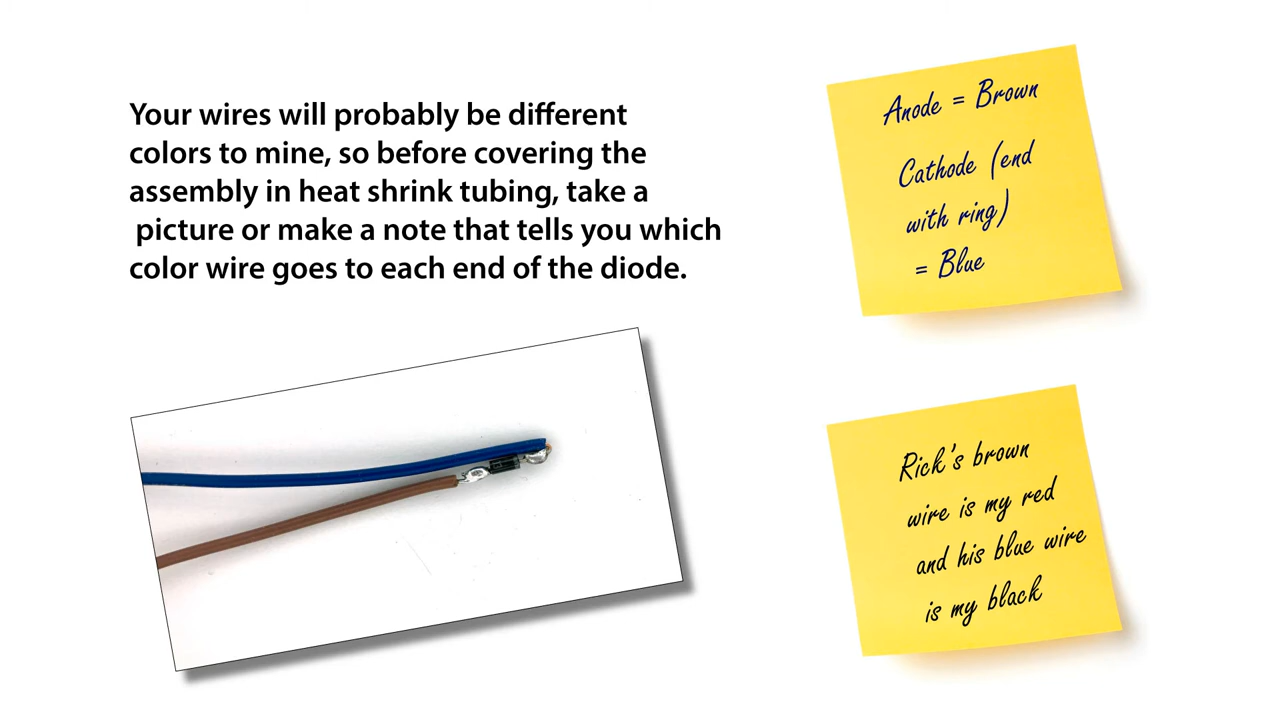 Your wires will probably be different
colors to mine, so before covering the
assembly in heat shrink tubing, take a
picture or make a note that tells you which
color wire goes to each end of the diode.
Anode = Brown
Cathode (end
with ring)
= Blue
Rick's brown
wire is my red
and his blue wire
is my black